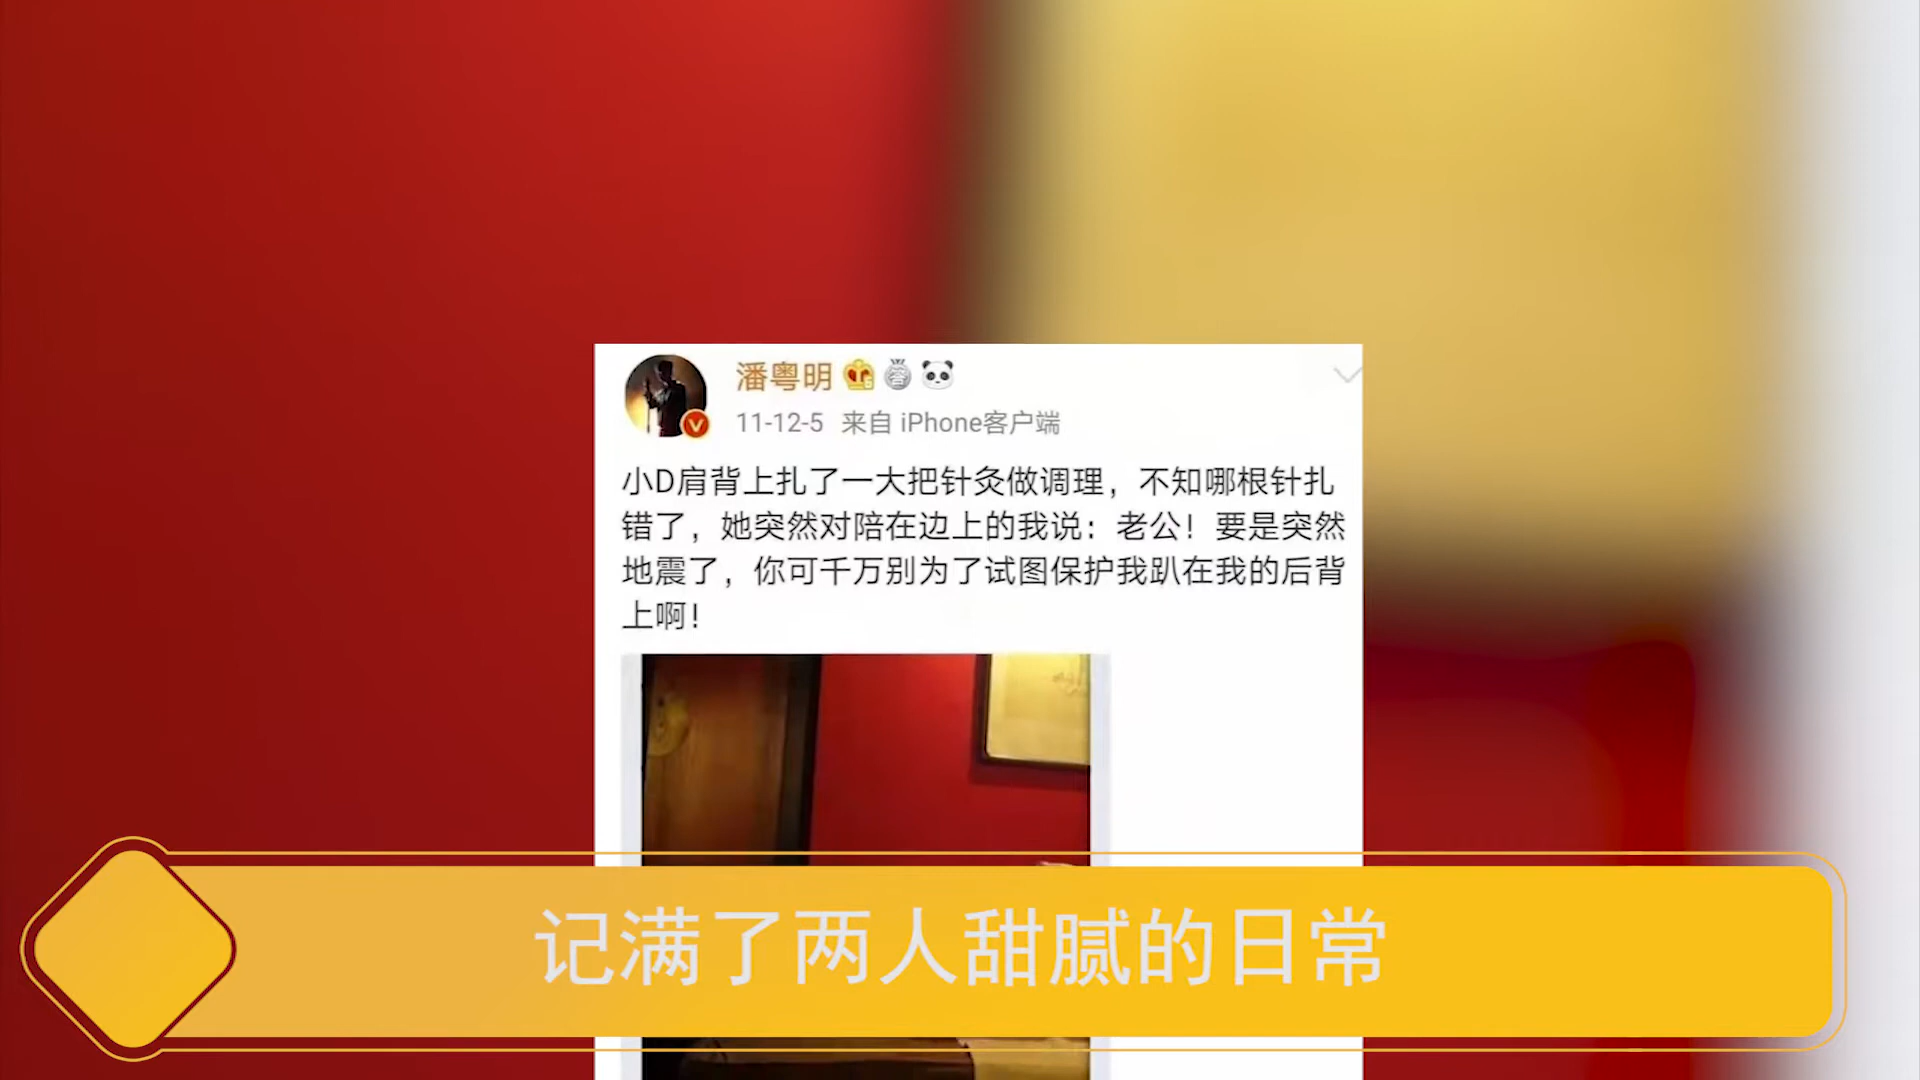 潘粤明
11-12-5 来自 iPhone客户端
小D肩背上扎了一大把针灸做调理，不知哪根针扎
错了，她突然对陪在边上的我说：老公！要是突然
地震了，你可千万别为了试图保护我趴在我的后背
上啊！
记满了两人甜腻的日常